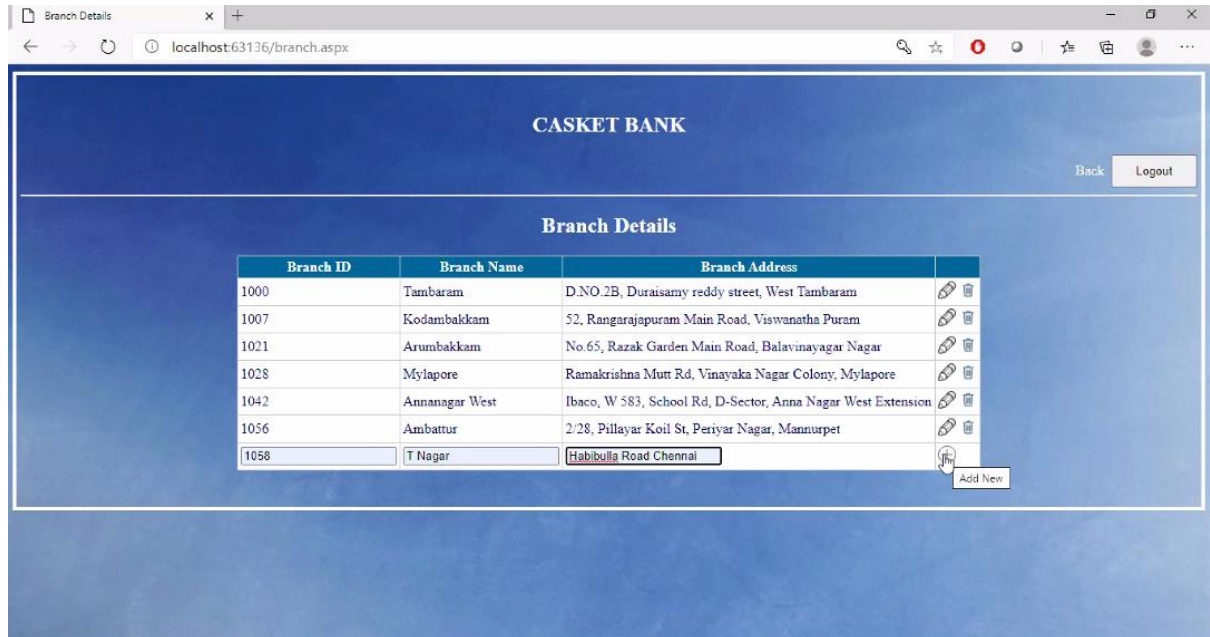 Branch Details
localhost:63136/branch.aspx
CASKET BANK
Back Logout
Branch Details
Branch ID Branch Name Branch Address
1000 Tambaram D.NO.2B, Duraisamy reddy street, West Tambaram
1007 Kodambakkam 52, Rangarajapuram Main Road, Viswanatha Puram
1021 Arumbakkam No.65, Razak Garden Main Road, Balavinayagar Nagar
1028 Mylapore Ramakrishna Mutt Rd, Vinayaka Nagar Colony, Mylapore
1042 Annanagar West Ibaco, W 583, School Rd, D-Sector, Anna Nagar West Extension
1056 Ambattur 2/28, Pillayar Koil St, Periyar Nagar, Mannurpet
1058 T Nagar Habibulla Road Chennai
Add New